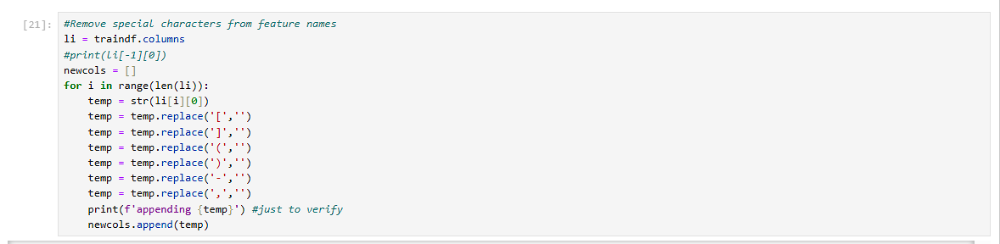 [21]: #Remove special characters from feature names
li = traindf.columns
#print(li[-1][0])
newcols = []
for i in range(len(li)):
    temp = str(li[i][0])
    temp = temp.replace('[','')
    temp = temp.replace(']','')
    temp = temp.replace('(','')
    temp = temp.replace(')','')
    temp = temp.replace('-','')
    temp = temp.replace(',','')
    print(f'appending {temp}') #just to verify
    newcols.append(temp)